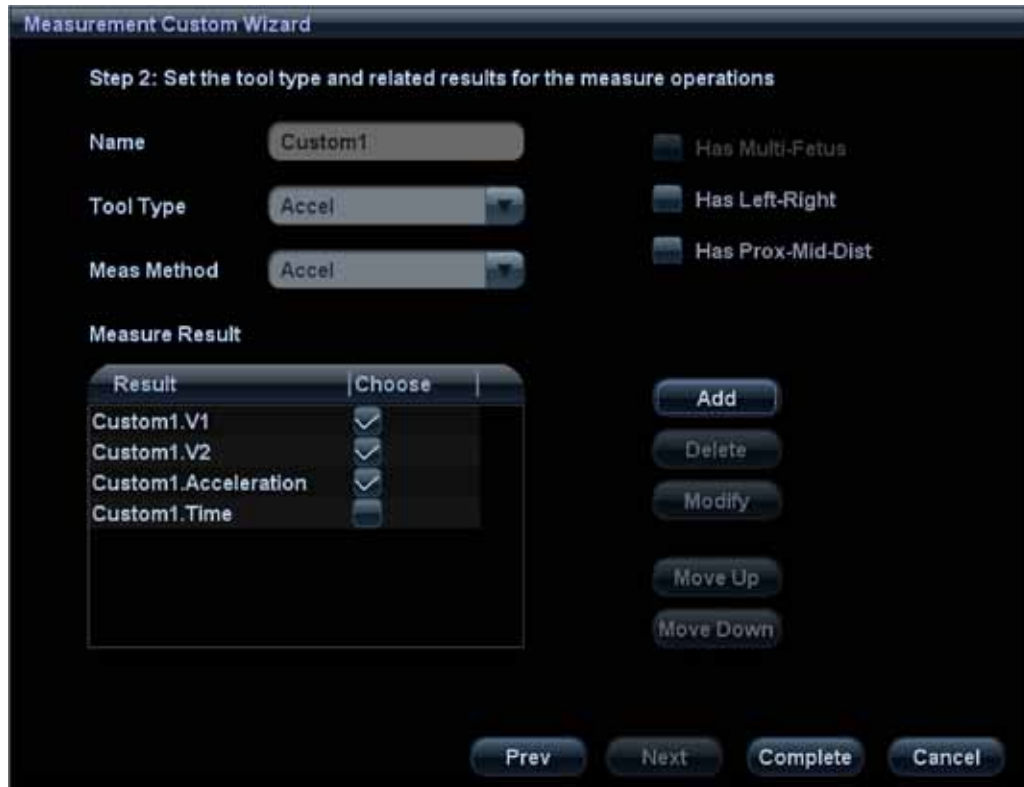 Measurement Custom Wizard
Step 2: Set the tool type and related results for the measure operations
Name
Custom1
Has Multi-Fetus
Tool Type
Accel
Has Left-Right
Meas Method
Accel
Has Prox-Mid-Dist
Measure Result
Result
Choose
Custom1.V1
Custom1.V2
Custom1.Acceleration
Custom1.Time
Add
Delete
Modify
Move Up
Move Down
Prev
Next
Complete
Cancel